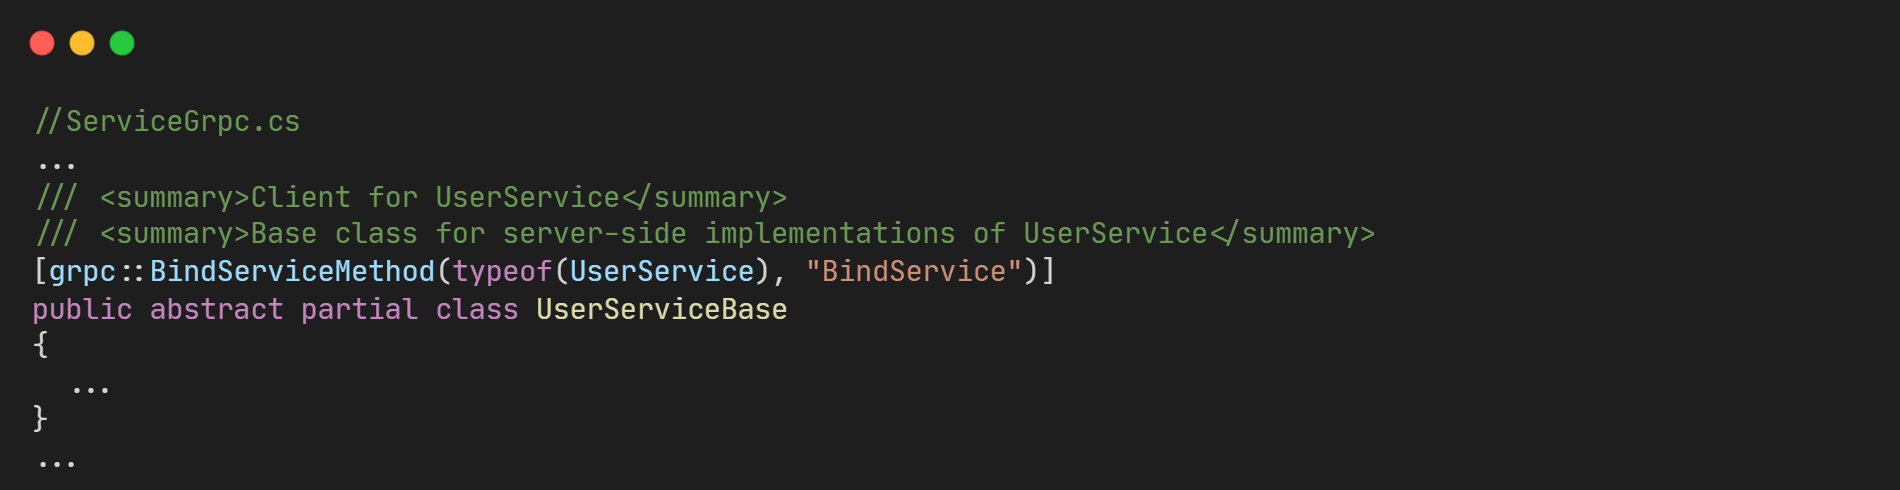 //ServiceGrpc.cs
...
/// <summary>Client for UserService</summary>
/// <summary>Base class for server-side implementations of UserService</summary>
[grpc::BindServiceMethod(typeof(UserService), "BindService")]
public abstract partial class UserServiceBase
{
  ...
}
...